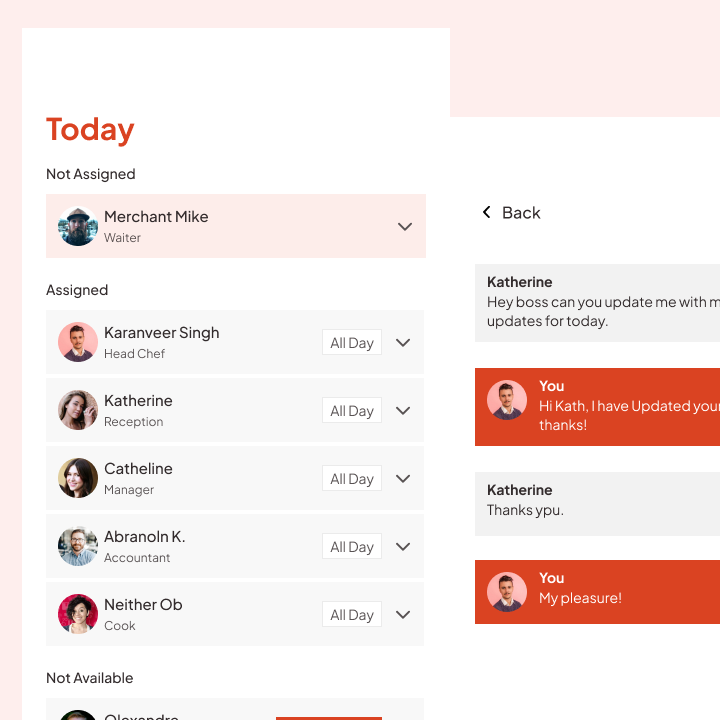 Today
Not Assigned
Merchant Mike
Waiter
Assigned
Karanveer Singh
Head Chef
All Day
Katherine
Reception
All Day
Catheline
Manager
All Day
Abranoln K.
Accountant
All Day
Neither Ob
Cook
All Day
Not Available
Back
Katherine
Hey boss can you update me with
updates for today.
You
Hi Kath, I have Updated your
thanks!
Katherine
Thanks ypu.
You
My pleasure!